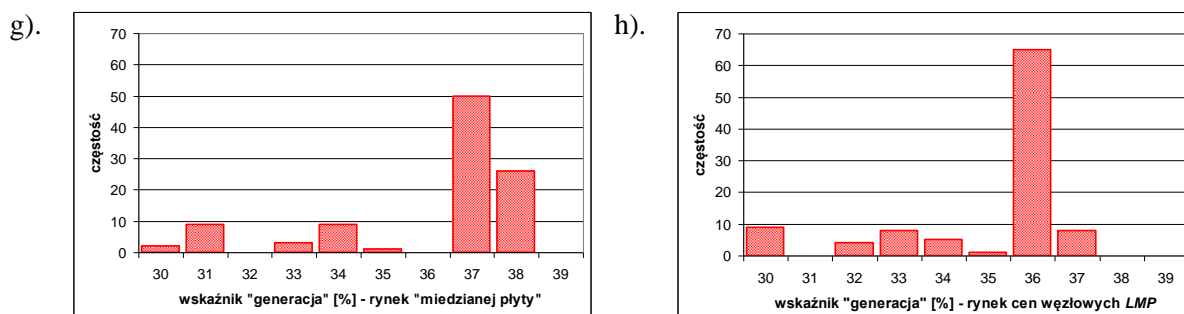 g).
70
60
50
40
30
20
10
0
częstość
30 31 32 33 34 35 36 37 38 39
wskaźnik "generacja" [%] - rynek "miedzianej płyty"
h).
70
60
50
40
30
20
10
0
częstość
30 31 32 33 34 35 36 37 38 39
wskaźnik "generacja" [%] - rynek cen węzłowych LMP